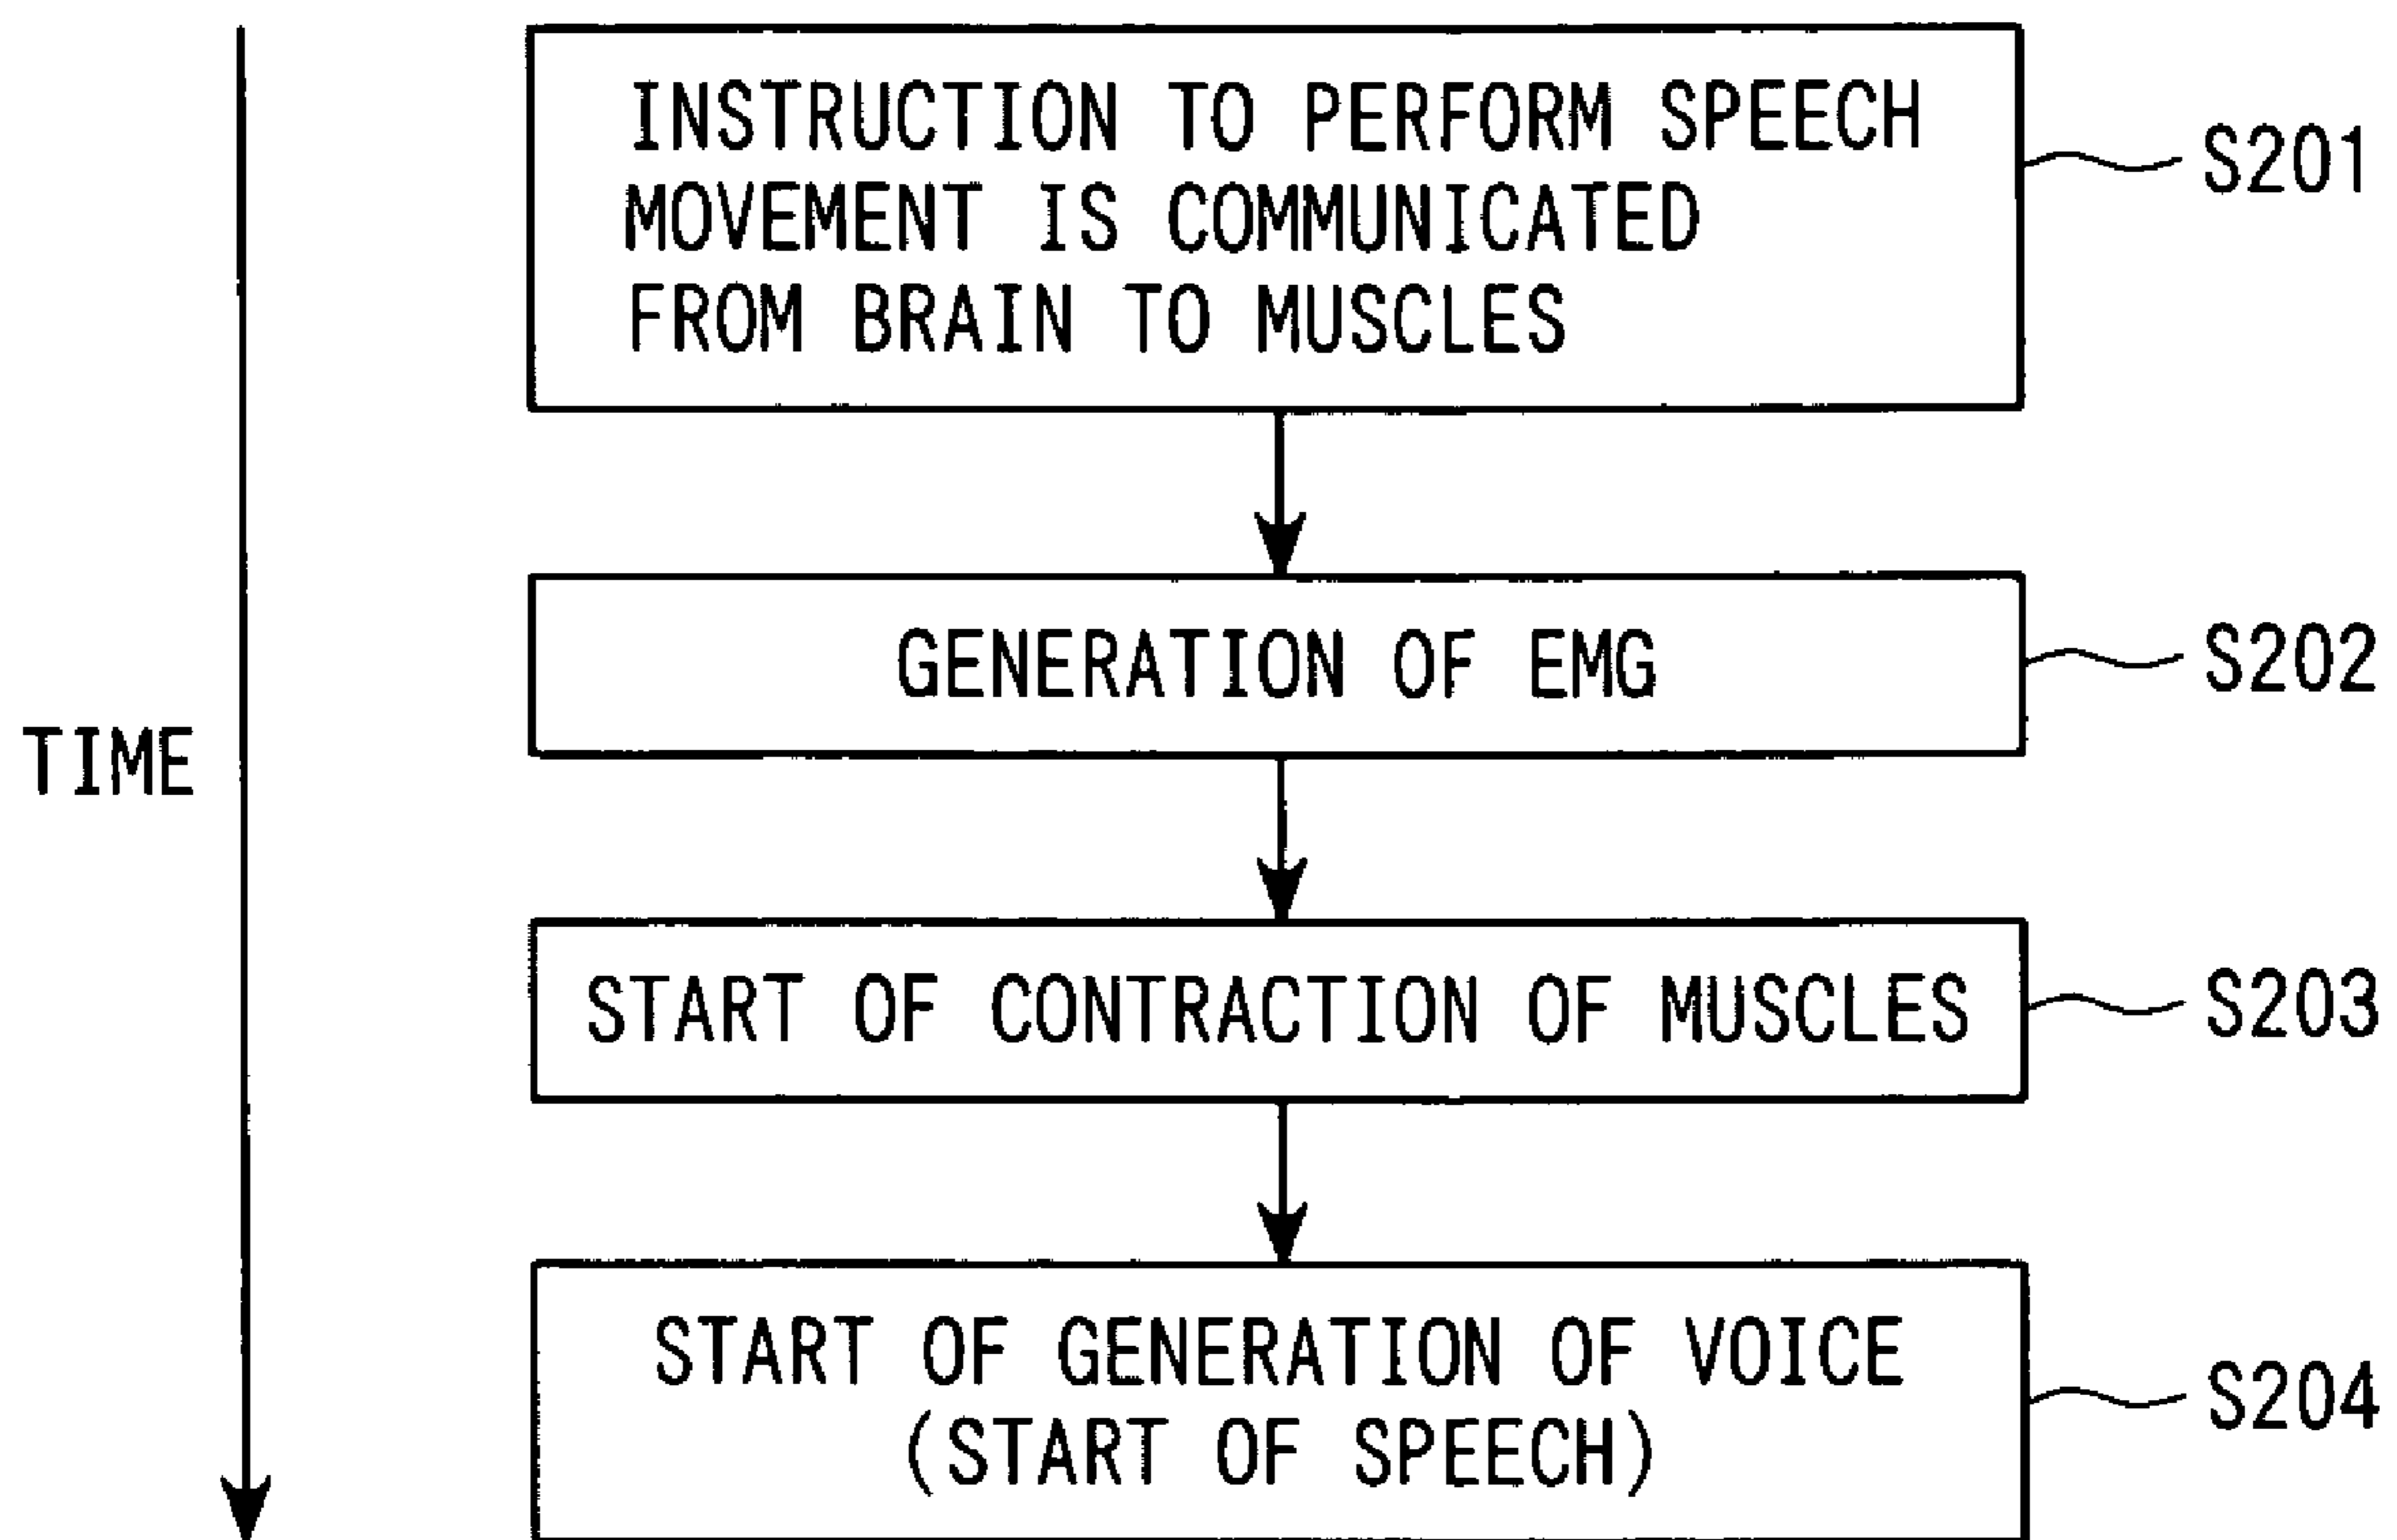 INSTRUCTION TO PERFORM SPEECH
MOVEMENT IS COMMUNICATED
FROM BRAIN TO MUSCLES
S201
GENERATION OF EMG
S202
TIME
START OF CONTRACTION OF MUSCLES
S203
START OF GENERATION OF VOICE
(START OF SPEECH)
S204